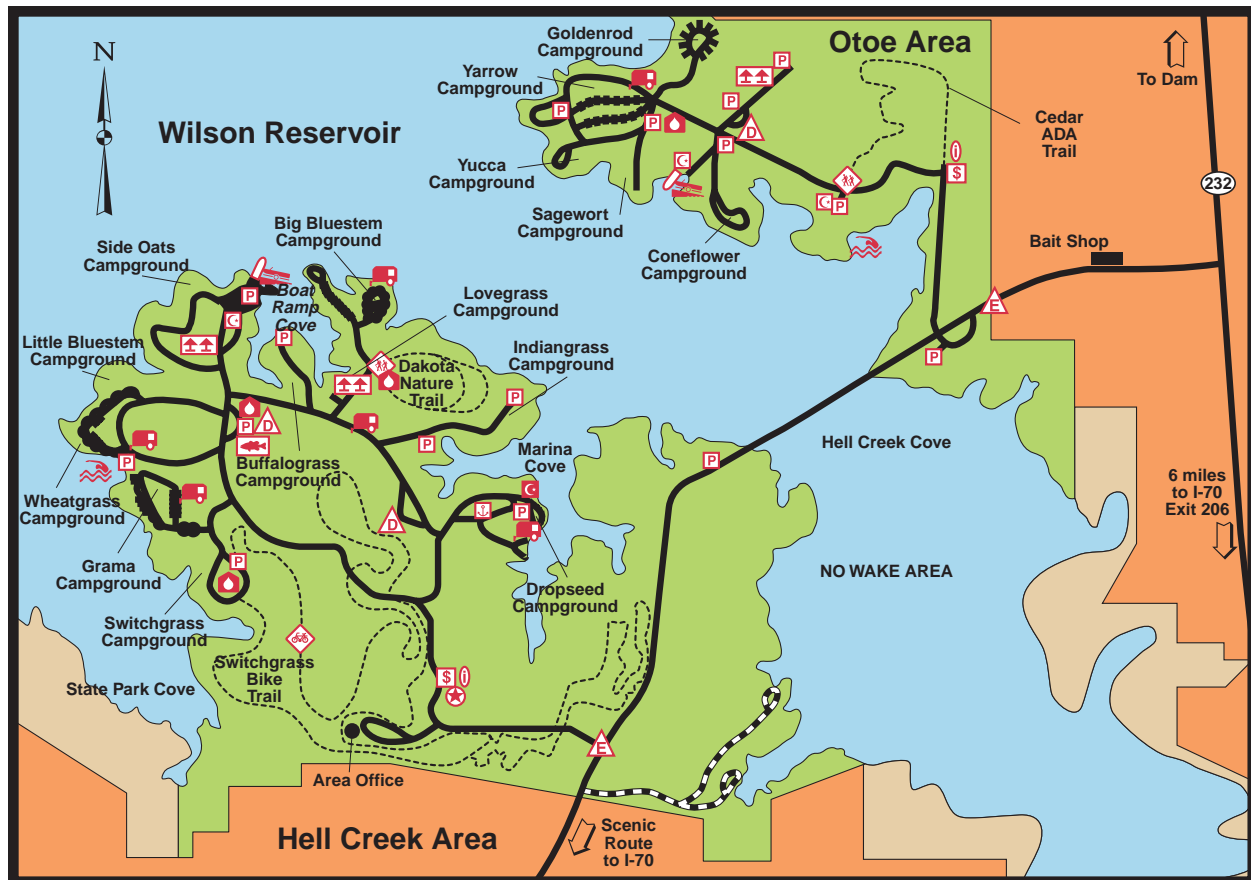 N
Wilson Reservoir
Goldenrod
Campground
Otoe Area
To Dam
Yarrow
Campground
P
P
P
P
D
P
P
Cedar
ADA
Trail
i
$
232
Yucca
Campground
Sagewort
Campground
P
Coneflower
Campground
Big Bluestem
Campground
Side Oats
Campground
Bait Shop
P
Boat
Ramp
Cove
Lovegrass
Campground
E
P
Little Bluestem
Campground
P
Indiangrass
Campground
Dakota
Nature
Trail
P
P
D
P
Hell Creek Cove
Buffalograss
Campground
Marina
Cove
P
P
6 miles
to I-70
Exit 206
Wheatgrass
Campground
D
P
Grama
Campground
P
NO WAKE AREA
Dropseed
Campground
Switchgrass
Campground
Switchgrass
Bike
Trail
State Park Cove
$
i
E
Area Office
Hell Creek Area
Scenic
Route
to I-70